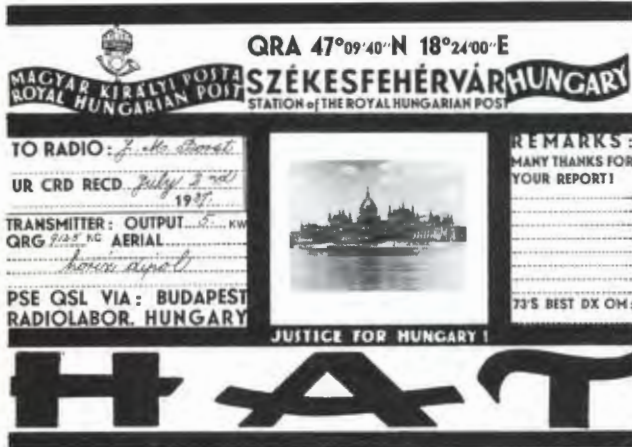 QRA 47°09'40"N 18°24'00"E
MAGYAR KIRÁLYI POSTA
ROYAL HUNGARIAN POST
SZÉKESFEHÉRVÁR
HUNGARY
STATION of THE ROYAL HUNGARIAN POST
TO RADIO: J. M. Borst
UR CRD RECD July 2nd
1937.
TRANSMITTER: OUTPUT 5 KW
QRG 9125 KC AERIAL
horiz. dipol
PSE QSL VIA: BUDAPEST
RADIOLABOR. HUNGARY
JUSTICE FOR HUNGARY!
REMARKS:
MANY THANKS FOR
YOUR REPORT!
73'S BEST DX OM:
HAT